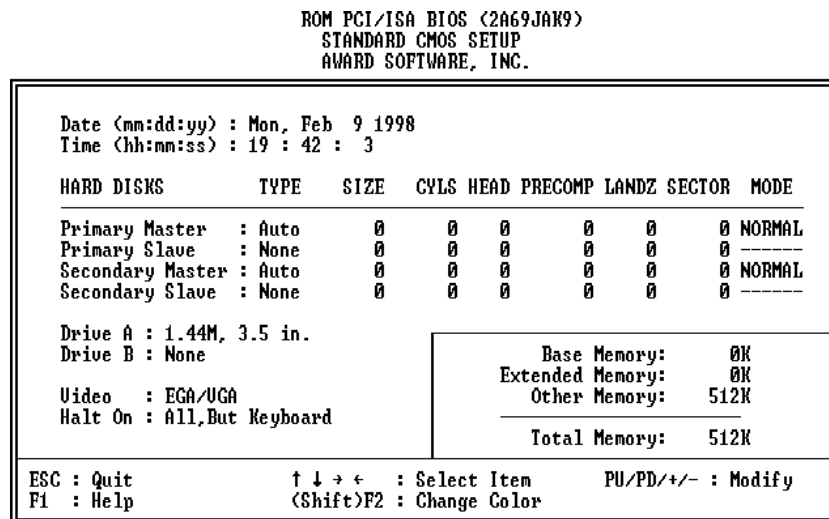 ROM PCI/ISA BIOS (2A69JAK9)
STANDARD CMOS SETUP
AWARD SOFTWARE, INC.
Date (mm:dd:yy) : Mon, Feb 9 1998
Time (hh:mm:ss) : 19 : 42 : 3
HARD DISKS TYPE SIZE CYLS HEAD PRECOMP LANDZ SECTOR MODE
Primary Master : Auto 0 0 0 0 0 0 NORMAL
Primary Slave : None 0 0 0 0 0 0 ------
Secondary Master : Auto 0 0 0 0 0 0 NORMAL
Secondary Slave : None 0 0 0 0 0 0 ------
Drive A : 1.44M, 3.5 in.
Drive B : None
Video : EGA/VGA
Halt On : All,But Keyboard
Base Memory: 0K
Extended Memory: 0K
Other Memory: 512K
Total Memory: 512K
ESC : Quit ↑ ↓ → ← : Select Item PU/PD/+/- : Modify
F1 : Help (Shift)F2 : Change Color